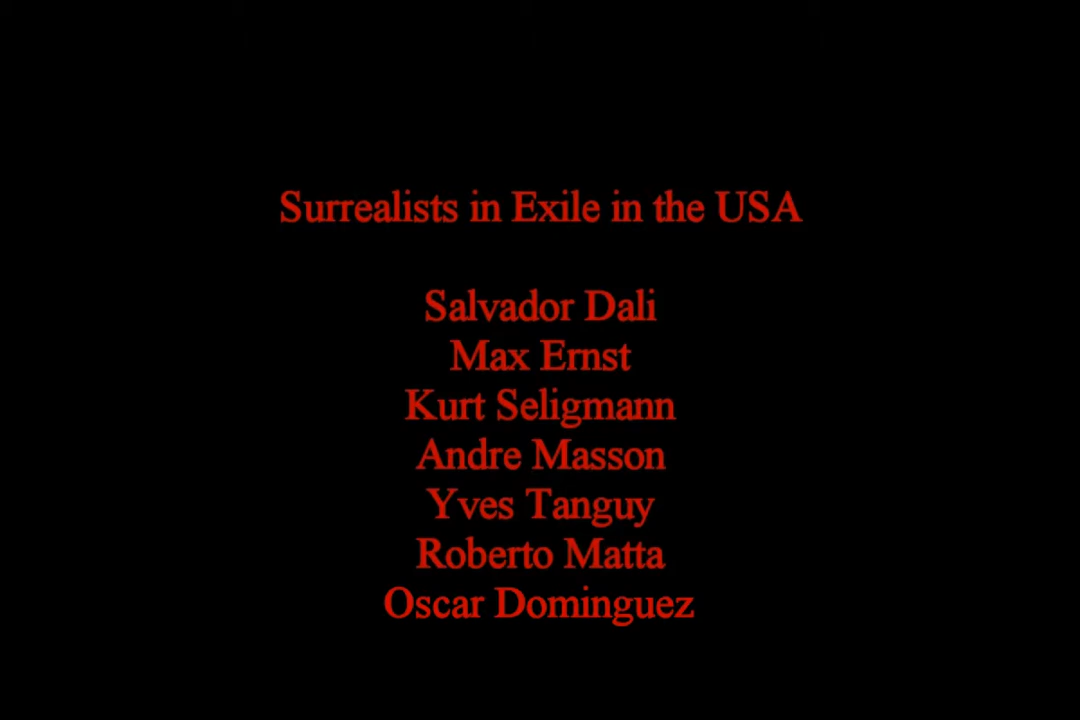 Surrealists in Exile in the USA
Salvador Dali
Max Ernst
Kurt Seligmann
Andre Masson
Yves Tanguy
Roberto Matta
Oscar Dominguez